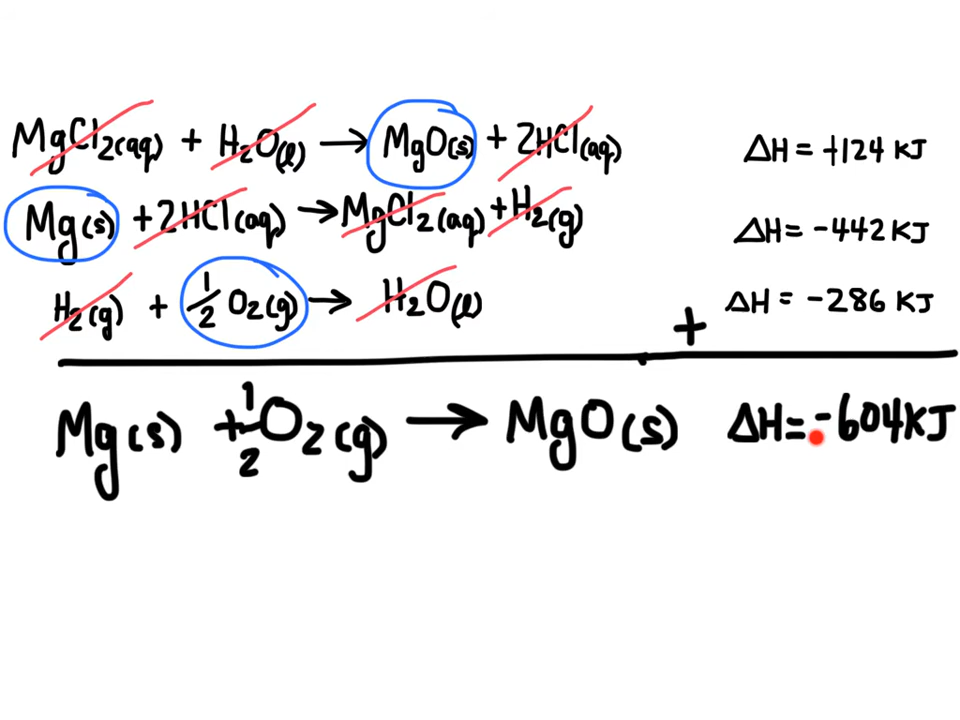 MgCl2(aq) + H2O(l) → MgO(s) + 2HCl(aq) ΔH = +124 KJ
Mg(s) + 2HCl(aq) → MgCl2(aq) + H2(g) ΔH = -442 KJ
H2(g) + 1/2 O2(g) → H2O(l) ΔH = -286 KJ
+
Mg(s) + 1/2 O2(g) → MgO(s) ΔH = -604 KJ